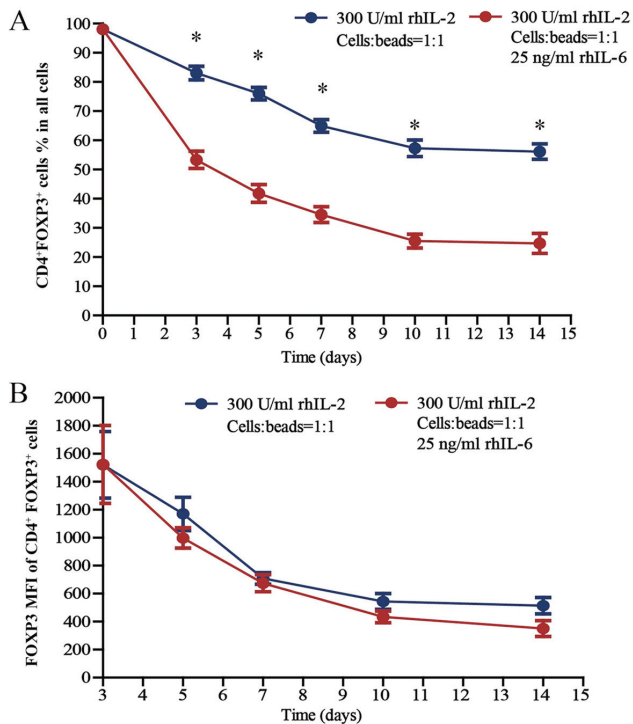 A
300 U/ml rhIL-2
Cells:beads=1:1
300 U/ml rhIL-2
Cells:beads=1:1
25 ng/ml rhIL-6
CD4⁺FOXP3⁺ cells % in all cells
100
90
80
70
60
50
40
30
20
10
0
* * * * *
0 1 2 3 4 5 6 7 8 9 10 11 12 13 14 15
Time (days)
B
300 U/ml rhIL-2
Cells:beads=1:1
300 U/ml rhIL-2
Cells:beads=1:1
25 ng/ml rhIL-6
FOXP3 MFI of CD4⁺ FOXP3⁺ cells
2000
1800
1600
1400
1200
1000
800
600
400
200
0
3 4 5 6 7 8 9 10 11 12 13 14 15
Time (days)